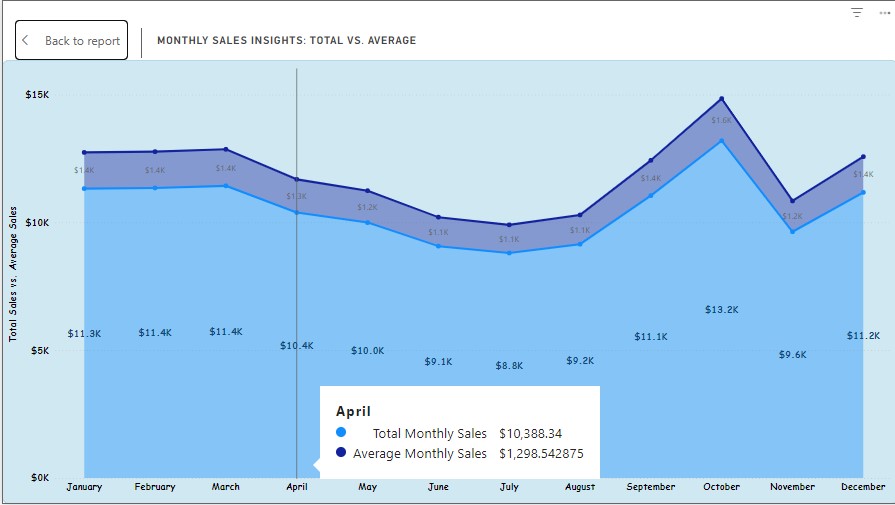 Back to report
MONTHLY SALES INSIGHTS: TOTAL VS. AVERAGE
Total Sales vs. Average Sales
$15K
$10K
$5K
$0K
$1.4K $1.4K $1.4K $1.3K $1.2K $1.1K $1.1K $1.1K $1.4K $1.6K $1.2K $1.4K
$11.3K $11.4K $11.4K $10.4K $10.0K $9.1K $8.8K $9.2K $11.1K $13.2K $9.6K $11.2K
April
Total Monthly Sales $10,388.34
Average Monthly Sales $1,298.542875
January February March April May June July August September October November December